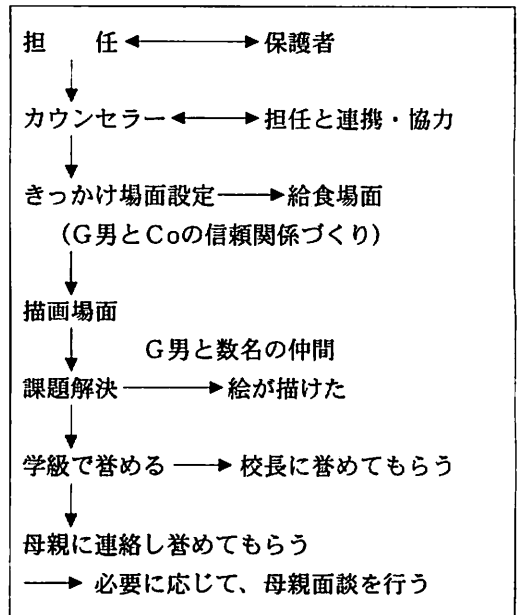 担　　任 ←→ 保護者
↓
カウンセラー ←→ 担任と連携・協力
↓
きっかけ場面設定 → 給食場面
（Ｇ男とＣｏの信頼関係づくり）
↓
描画場面
↓　Ｇ男と数名の仲間
課題解決 → 絵が描けた
↓
学級で誉める → 校長に誉めてもらう
↓
母親に連絡し誉めてもらう
→ 必要に応じて、母親面談を行う